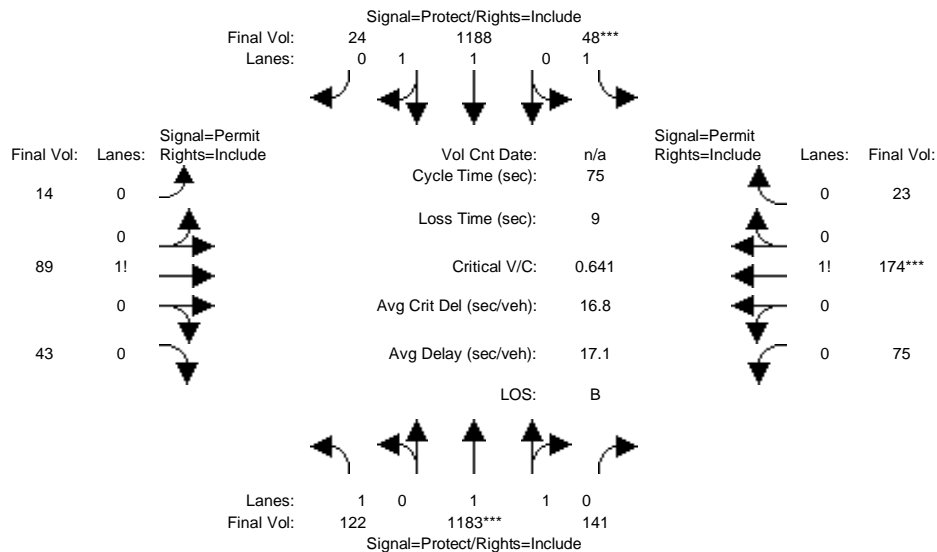 Signal=Protect/Rights=Include
Final Vol: 24 1188 48***
Lanes: 0 1 1 0 1
Signal=Permit Signal=Permit
Final Vol: Lanes: Rights=Include Vol Cnt Date: n/a Rights=Include Lanes: Final Vol:
Cycle Time (sec): 75
14 0 0 23
Loss Time (sec): 9
0 0
89 1! Critical V/C: 0.641 1! 174***
0 Avg Crit Del (sec/veh): 16.8 0
43 0 Avg Delay (sec/veh): 17.1 0 75
LOS: B
Lanes: 1 0 1 1 0
Final Vol: 122 1183*** 141
Signal=Protect/Rights=Include